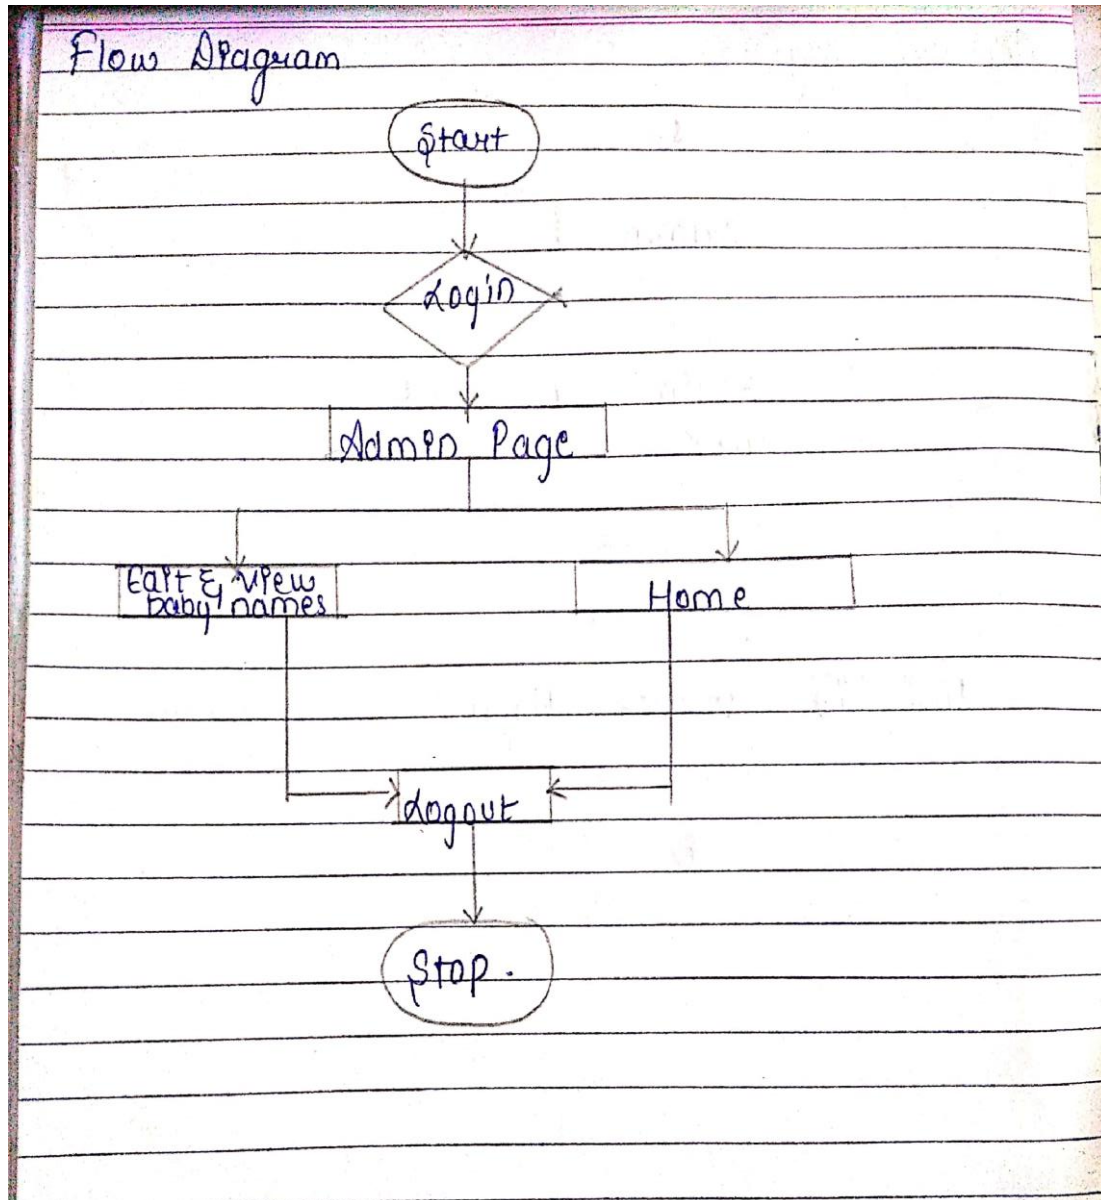 Flow Diagram
Start
Login
Admin Page
Edit & view
baby names
Home
Logout
Stop.